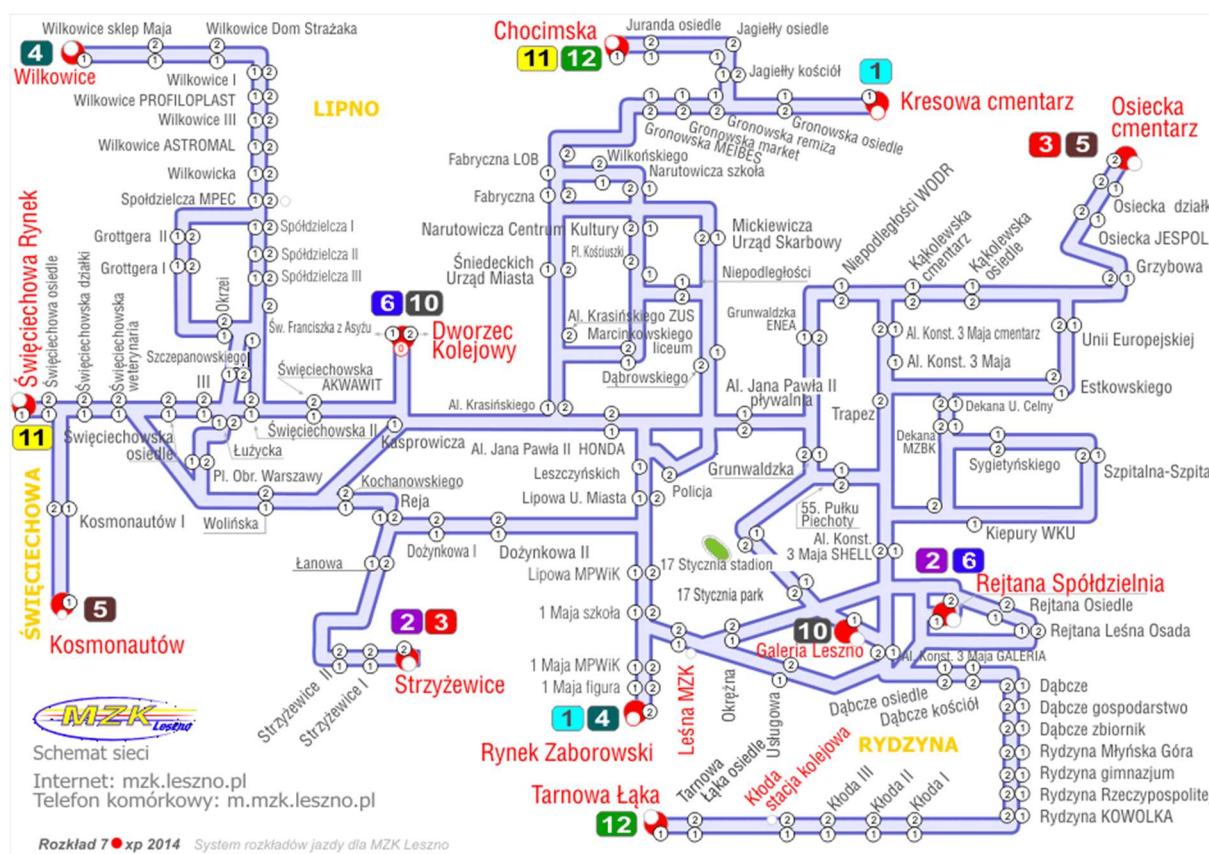 Wilkowice sklep Maja
Wilkowice Dom Strażaka
4
Wilkowice
Wilkowice I
Wilkowice PROFILOPLAST
Wilkowice III
Wilkowice ASTROMAL
Wilkowicka
Spółdzielcza MPEC
LIPNO
Grottgera II
Grottgera I
Spółdzielcza I
Spółdzielcza II
Spółdzielcza III
Okrzei
Św. Franciszka z Asyżu
Szczepanowskiego
Chocimska
11 12
Juranda osiedle
Jagiełły osiedle
Jagiełły kościół
1
Kresowa cmentarz
Gronowska MEIBES
Gronowska market
Gronowska remiza
Gronowska osiedle
Osiecka
cmentarz
3 5
Osiecka działk
Osiecka JESPOL
Grzybowa
Fabryczna LOB
Wilkońskiego
Narutowicza szkoła
Fabryczna
Narutowicza Centrum Kultury
Pl. Kościuszki
Mickiewicza
Urząd Skarbowy
Śniedeckich
Urząd Miasta
Niepodległości
Niepodległości WODR
Kąkolewska
cmentarz
Kąkolewska
osiedle
Al. Krasińskiego ZUS
Marcinkowskiego
liceum
Dąbrowskiego
Grunwaldzka
ENEA
Al. Konst. 3 Maja cmentarz
Al. Konst. 3 Maja
Unii Europejskiej
Estkowskiego
6 10
Dworzec
Kolejowy
Święciechowa Rynek
11
Święciechowa osiedle
Święciechowska działki
Święciechowska
weterynaria
III
Święciechowska
AKWAWIT
Święciechowska II
Święciechowska
osiedle
Łużycka
Pl. Obr. Warszawy
Kasprowicza
Kochanowskiego
Wolińska
Reja
Al. Krasińskiego
Al. Jana Pawła II HONDA
Al. Jana Pawła II
pływalnia
Trapez
Dekana U. Celny
Dekana
MZBK
Sygietyńskiego
Szpitalna-Szpita
Kiepury WKU
Leszczyńskich
Lipowa U. Miasta
Policja
Grunwaldzka
55. Pułku
Piechoty
Al. Konst.
3 Maja SHELL
ŚWIĘCIECHOWA
Kosmonautów I
5
Kosmonautów
Łanowa
Dożynkowa I
Dożynkowa II
2 3
Strzyżewice
Strzyżewice II
Strzyżewice I
Lipowa MPWiK
1 Maja szkoła
1 Maja MPWiK
1 Maja figura
1 4
Rynek Zaborowski
17 Stycznia stadion
17 Stycznia park
10
Galeria Leszno
2 6
Rejtana Spółdzielnia
Rejtana Osiedle
Rejtana Leśna Osada
Al. Konst. 3 Maja GALERIA
Leśna MZK
Okrężna
Usługowa
Dąbcze osiedle
Dąbcze kościół
RYDZYNA
Dąbcze
Dąbcze gospodarstwo
Dąbcze zbiornik
Rydzyna Młyńska Góra
Rydzyna gimnazjum
Rydzyna Rzeczypospolite
Rydzyna KOWOLKA
Tarnowa Łąka
12
Tarnowa
Łąka osiedle
Kłoda
stacja kolejowa
Kłoda III
Kłoda II
Kłoda I
MZK
Leszno
Schemat sieci
Internet: mzk.leszno.pl
Telefon komórkowy: m.mzk.leszno.pl
Rozkład 7 xp 2014 System rozkładów jazdy dla MZK Leszno